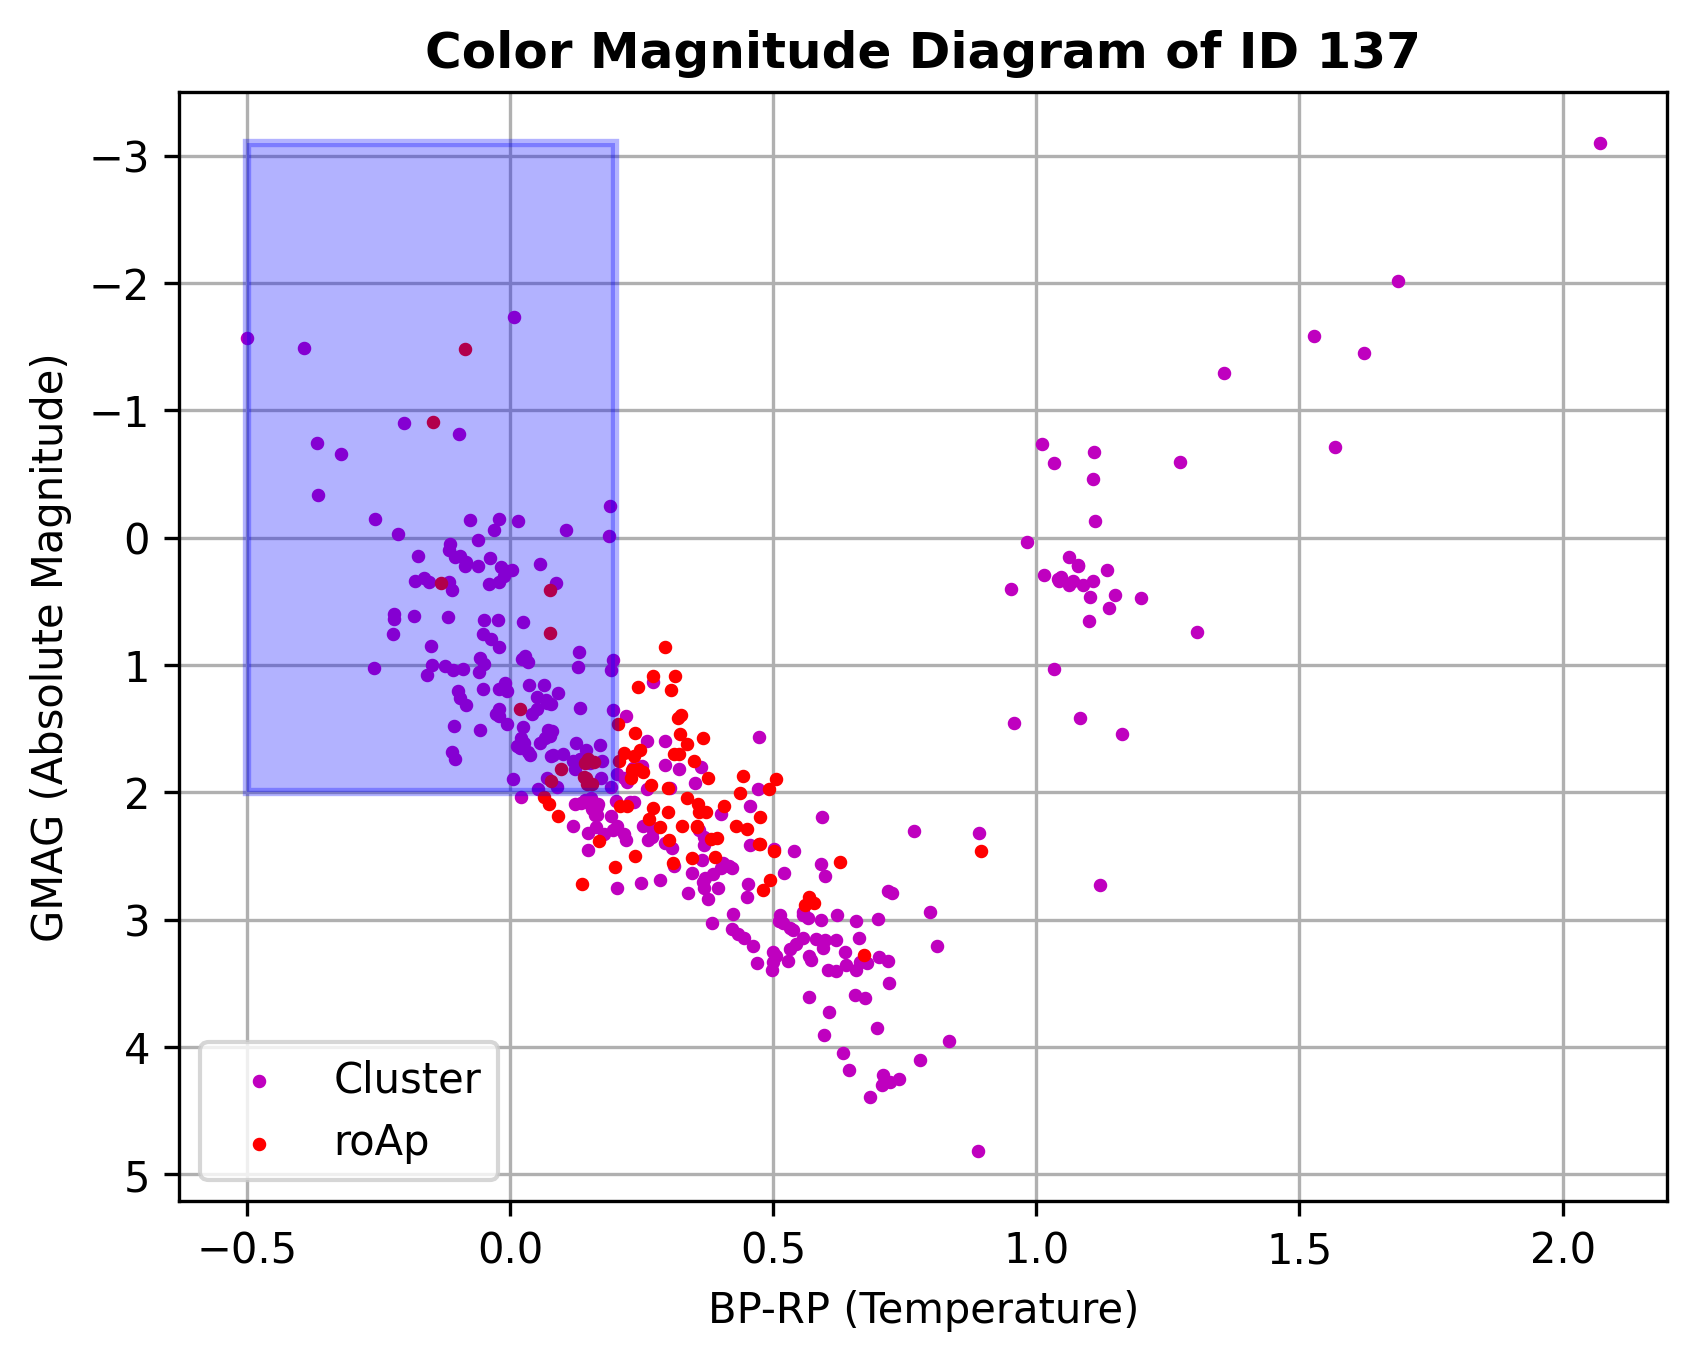 Color Magnitude Diagram of ID 137
GMAG (Absolute Magnitude)
−3
−2
−1
0
1
2
3
4
5
Cluster
roAp
−0.5 0.0 0.5 1.0 1.5 2.0
BP-RP (Temperature)